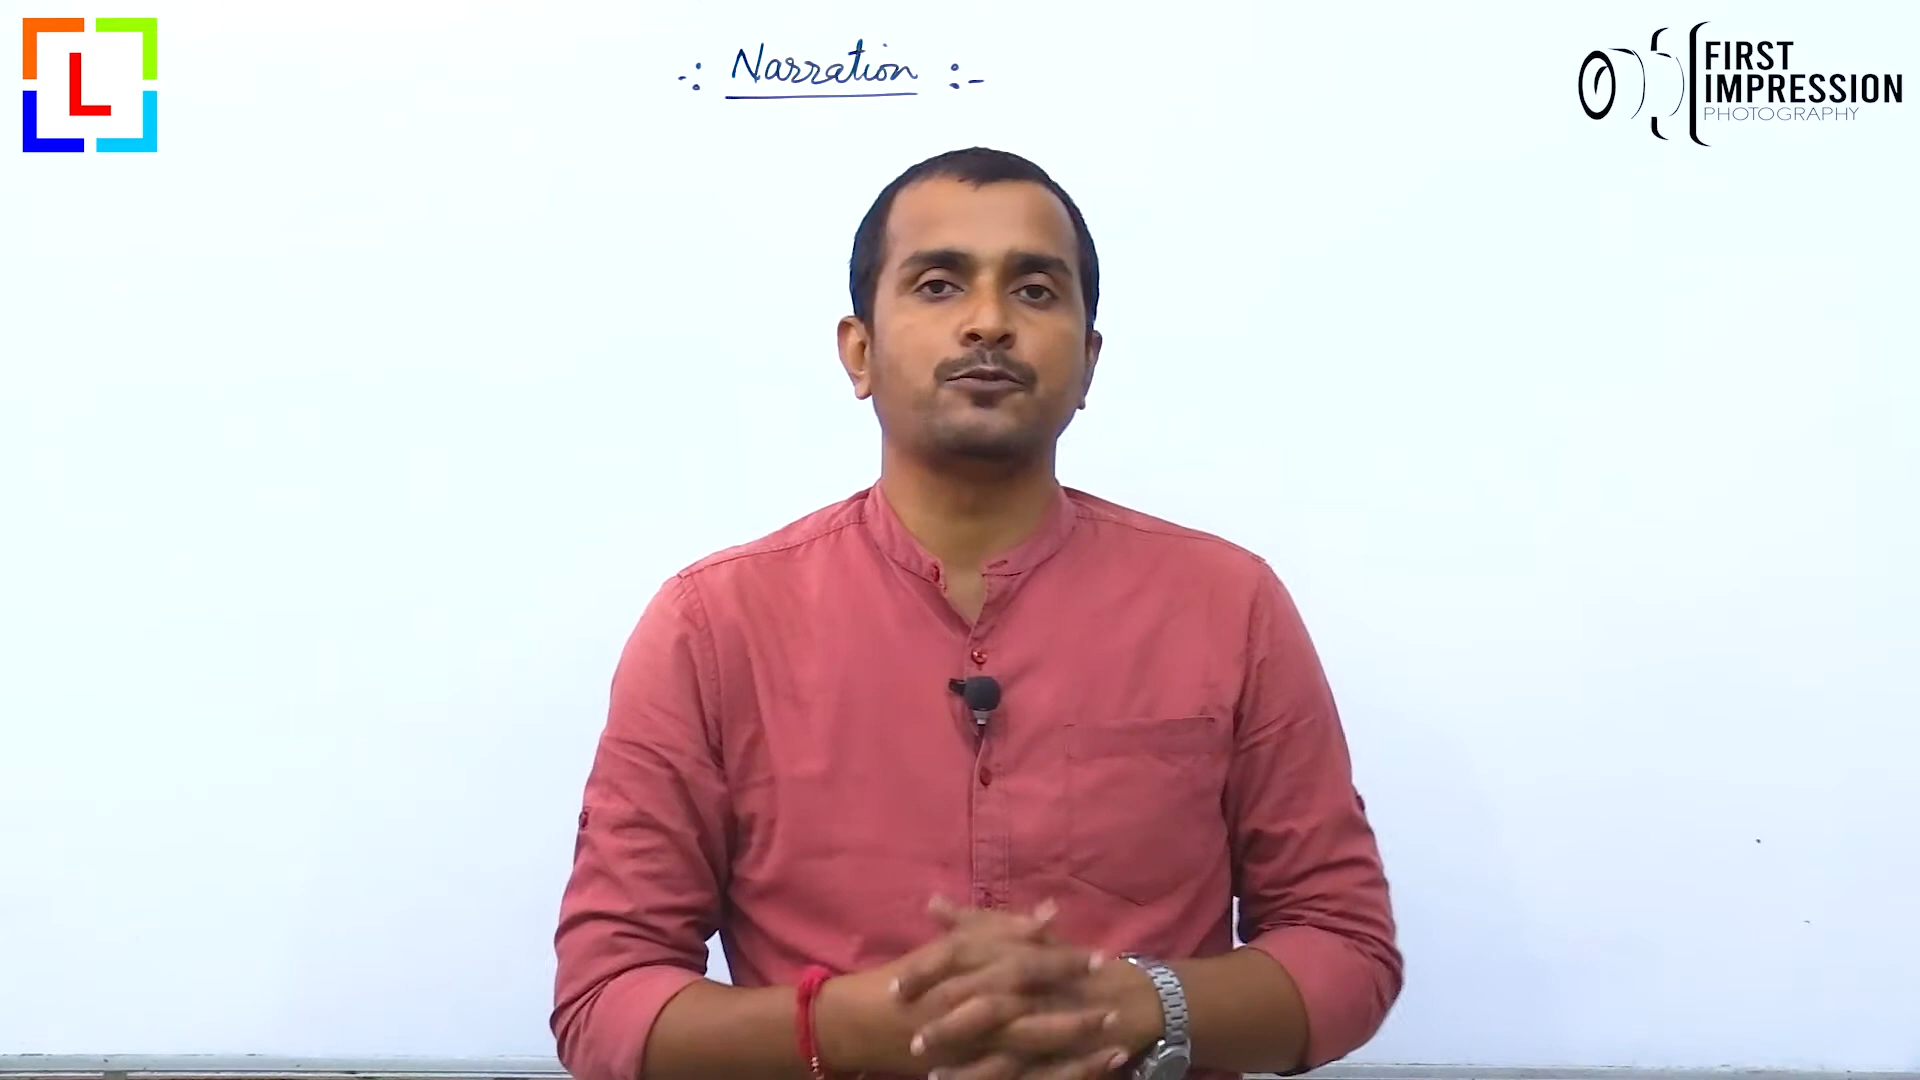 L
-: Narration :-
FIRST
IMPRESSION
PHOTOGRAPHY